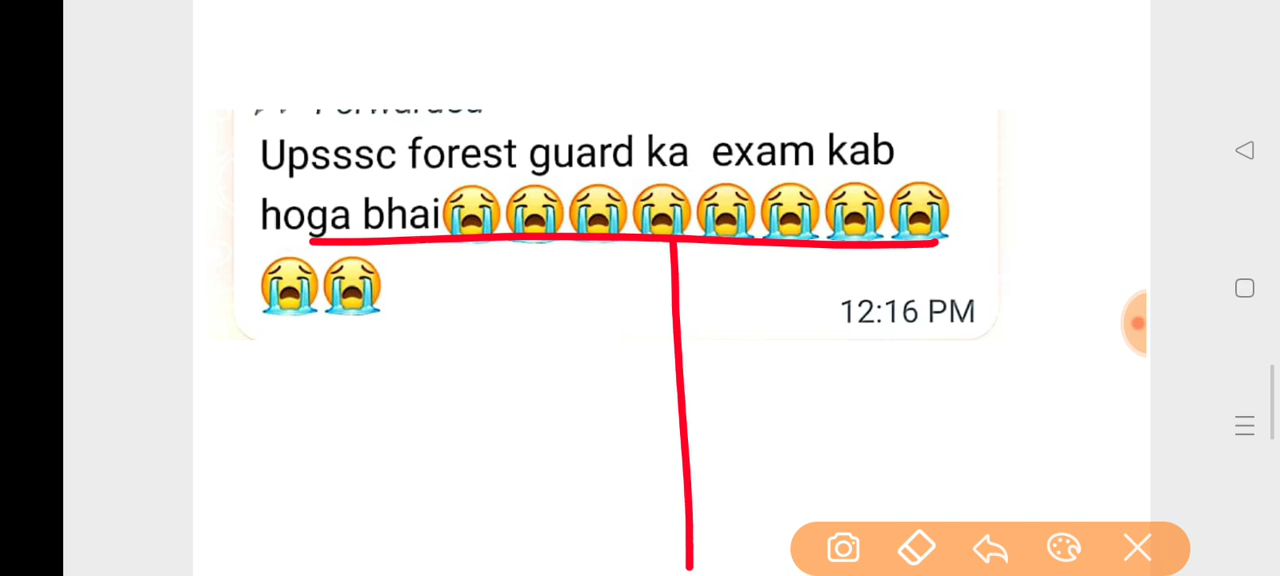 Upsssc forest guard ka exam kab
hoga bhai😭😭😭😭😭😭😭😭
😭😭
12:16 PM